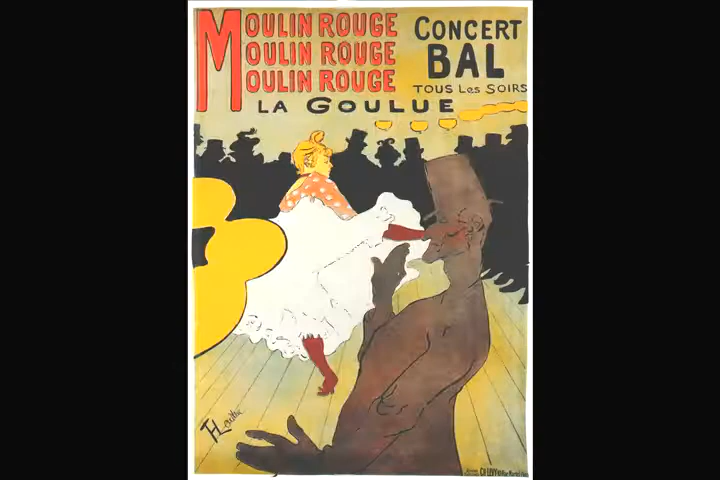 MOULIN ROUGE CONCERT
MOULIN ROUGE BAL
MOULIN ROUGE TOUS LES SOIRS
LA GOULUE